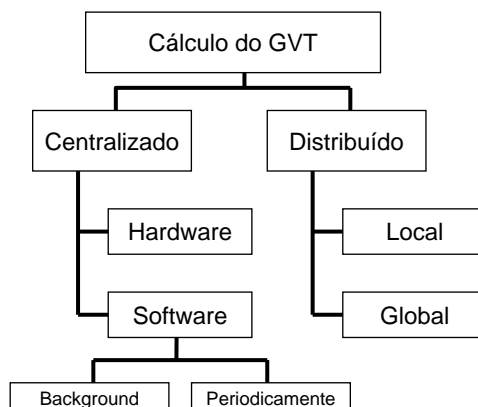 Cálculo do GVT
Centralizado
Distribuído
Hardware
Local
Software
Global
Background
Periodicamente